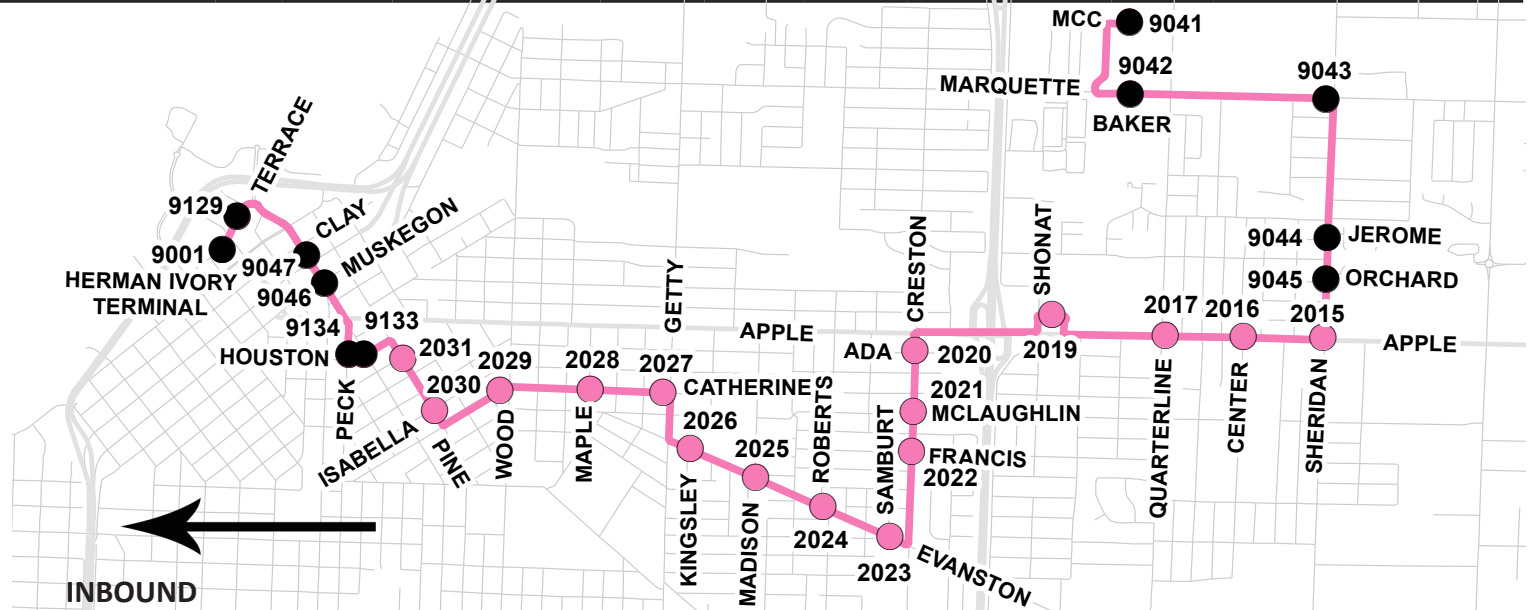 MCC
9041
9042
9043
MARQUETTE
BAKER
TERRACE
9129
CLAY
MUSKEGON
9001
9047
HERMAN IVORY
TERMINAL
9046
9044
JEROME
9045
ORCHARD
GETTY
CRESTON
SHONAT
2017
2016
2015
9134
9133
APPLE
HOUSTON
2031
2029
2028
2027
ADA
2020
2019
APPLE
PECK
2030
CATHERINE
2021
MCLAUGHLIN
ISABELLA
PINE
WOOD
MAPLE
2026
ROBERTS
SAMBURT
FRANCIS
2022
QUARTERLINE
CENTER
SHERIDAN
2025
KINGSLEY
MADISON
2024
2023
EVANSTON
INBOUND